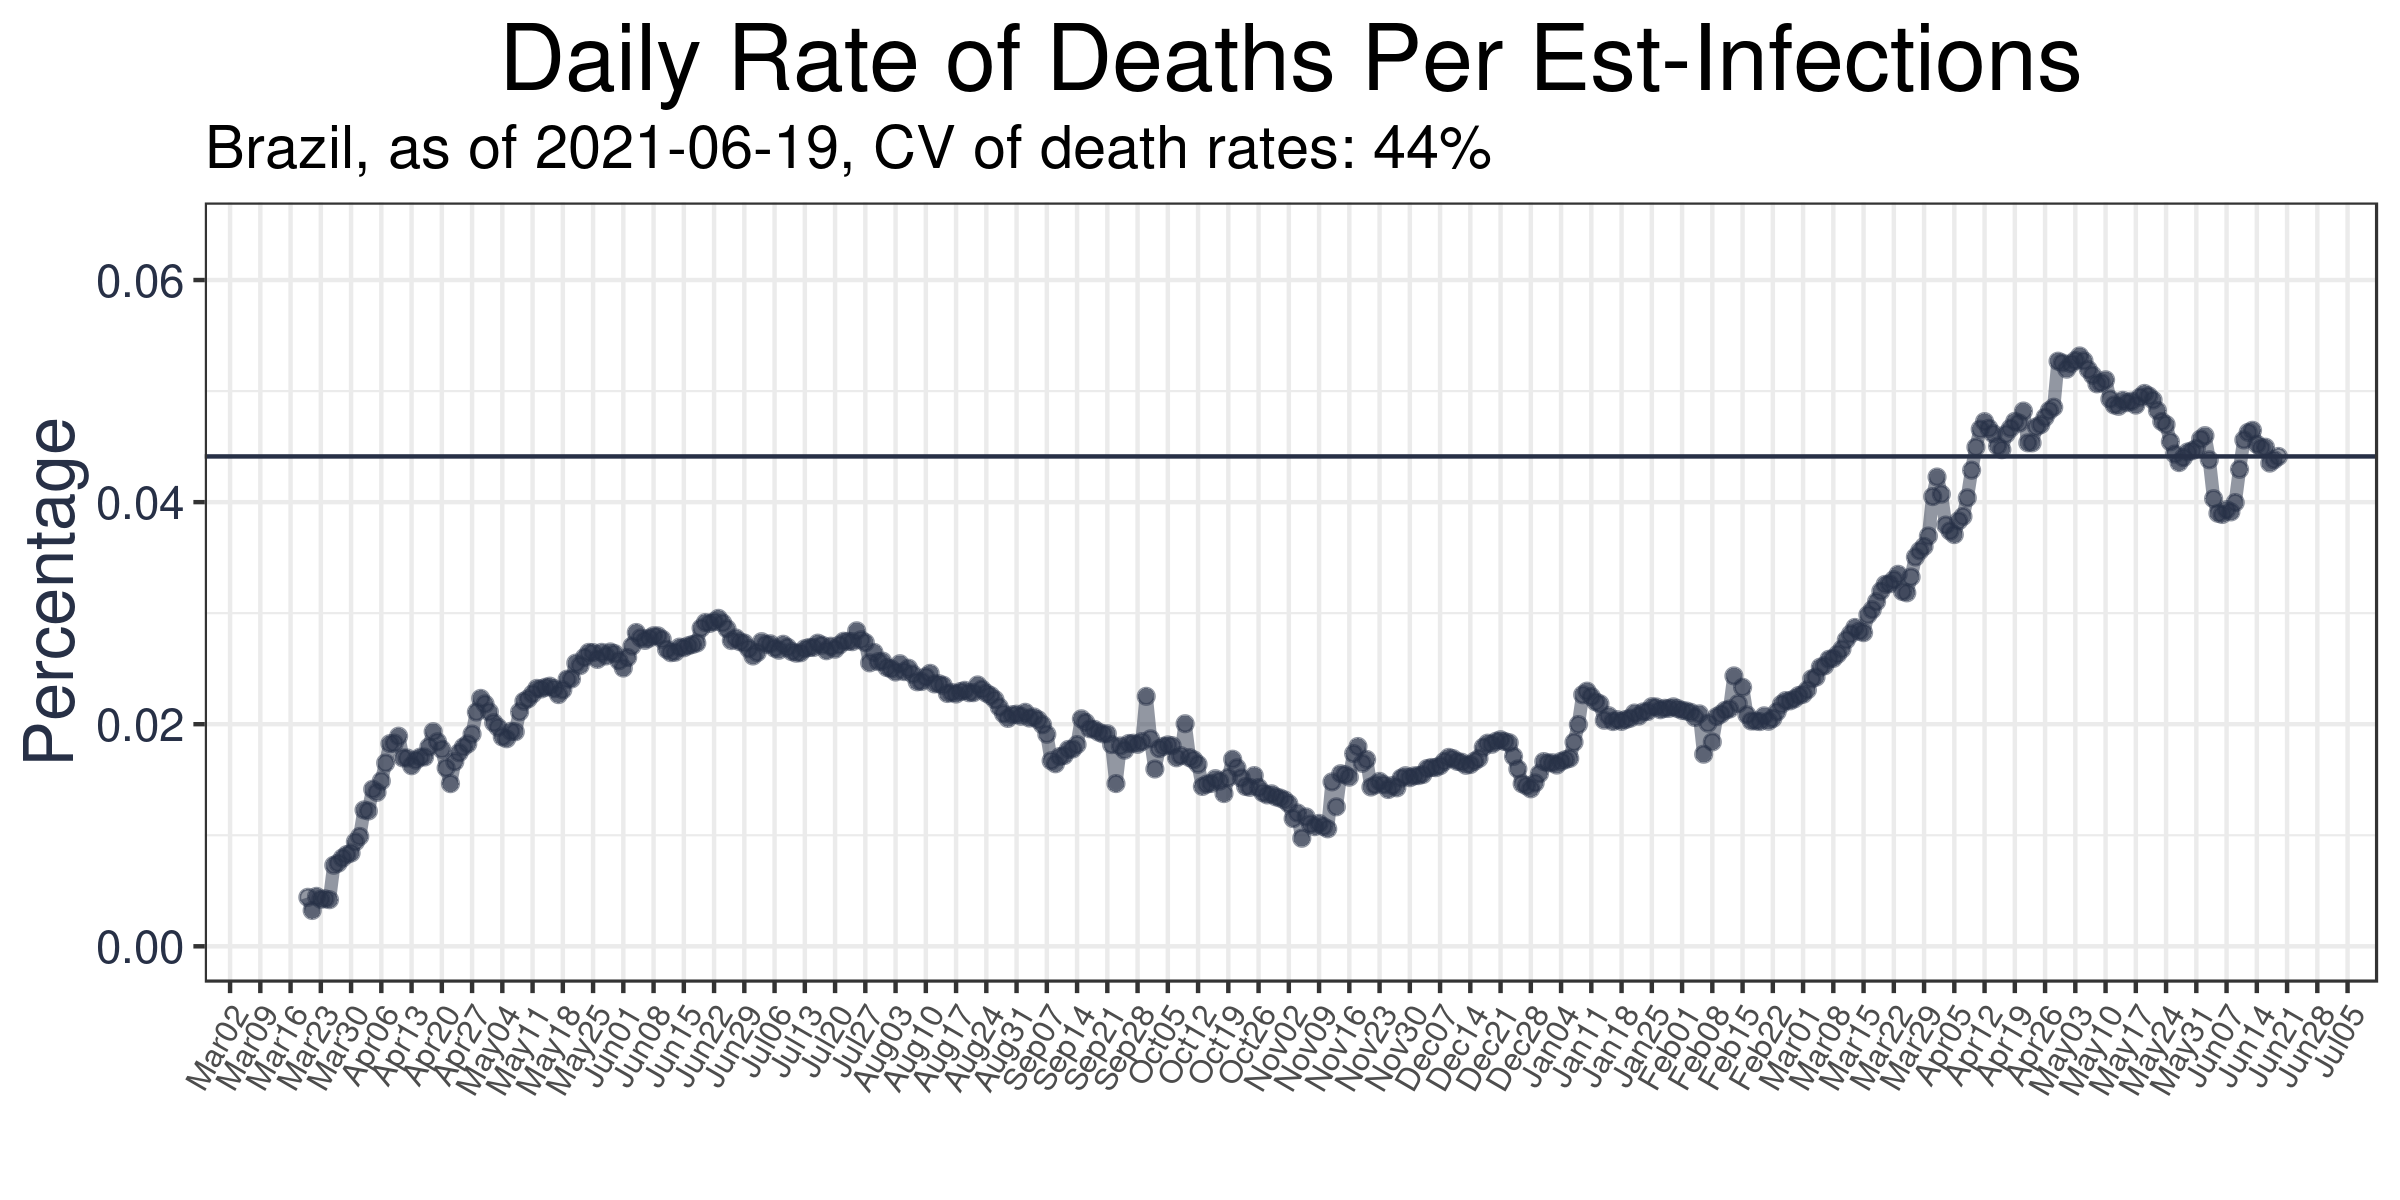 Daily Rate of Deaths Per Est-Infections
Brazil, as of 2021-06-19, CV of death rates: 44%
Percentage
0.06
0.04
0.02
0.00
Mar02
Mar09
Mar16
Mar23
Mar30
Apr06
Apr13
Apr20
Apr27
May04
May11
May18
May25
Jun01
Jun08
Jun15
Jun22
Jun29
Jul06
Jul13
Jul20
Jul27
Aug03
Aug10
Aug17
Aug24
Aug31
Sep07
Sep14
Sep21
Sep28
Oct05
Oct12
Oct19
Oct26
Nov02
Nov09
Nov16
Nov23
Nov30
Dec07
Dec14
Dec21
Dec28
Jan04
Jan11
Jan18
Jan25
Feb01
Feb08
Feb15
Feb22
Mar01
Mar08
Mar15
Mar22
Mar29
Apr05
Apr12
Apr19
Apr26
May03
May10
May17
May24
May31
Jun07
Jun14
Jun21
Jun28
Jul05